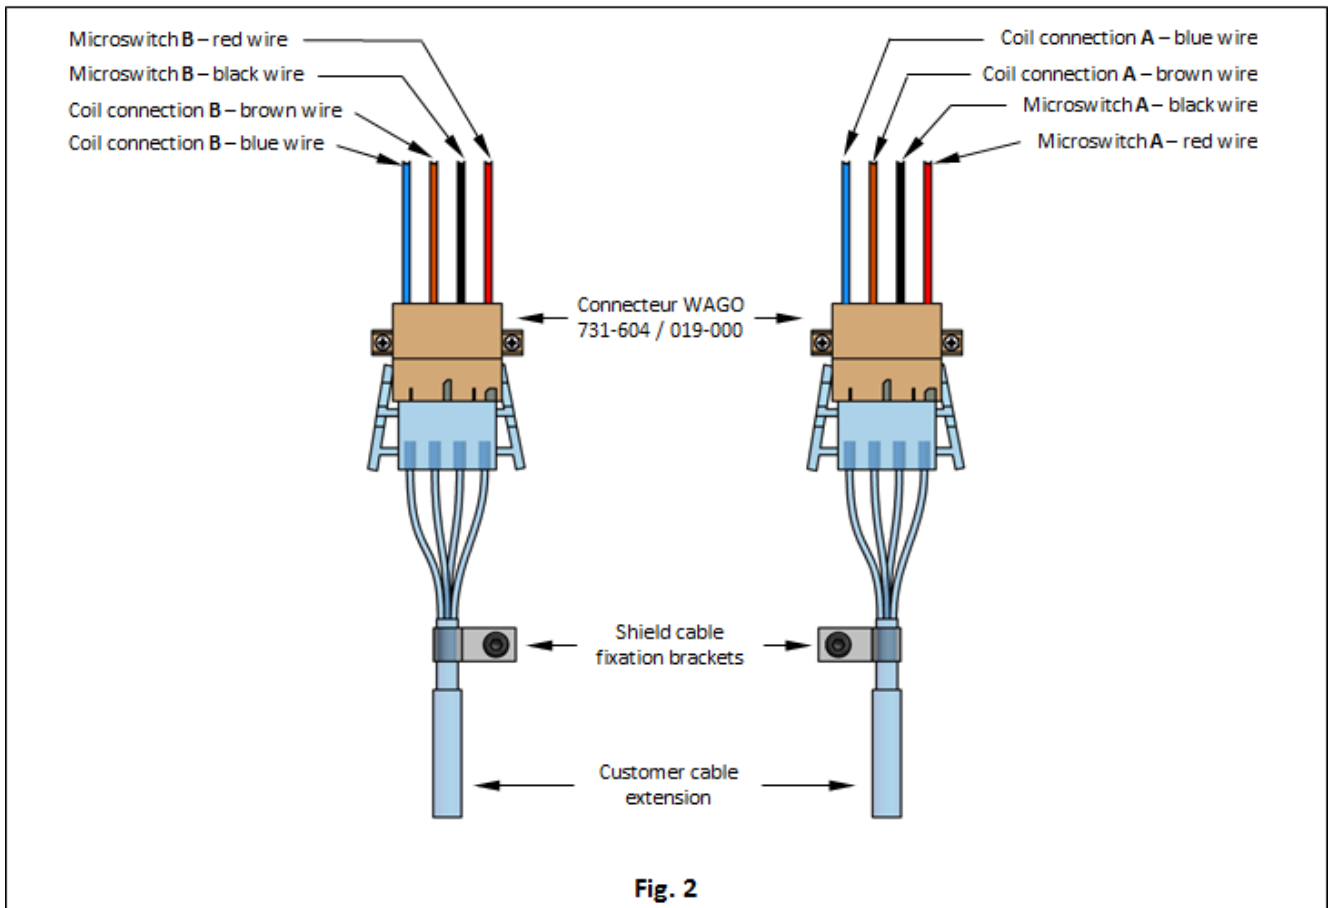 Microswitch B – red wire
Microswitch B – black wire
Coil connection B – brown wire
Coil connection B – blue wire
Coil connection A – blue wire
Coil connection A – brown wire
Microswitch A – black wire
Microswitch A – red wire
Connecteur WAGO
731-604 / 019-000
Shield cable
fixation brackets
Customer cable
extension
Fig. 2